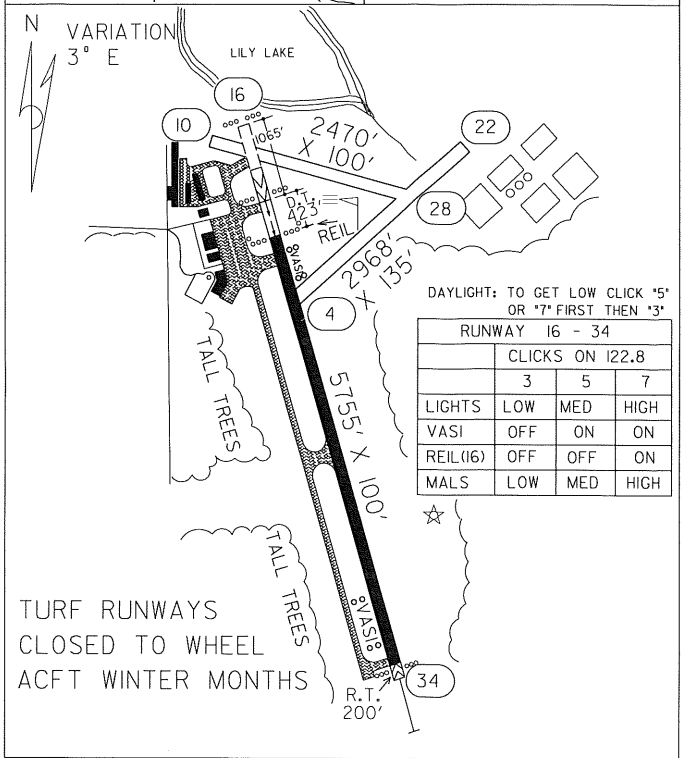 N
VARIATION
3° E
LILY LAKE
16
10
1065'
2470'
X 100'
22
D.T.
423'
28
REIL
VASI
2968'
X 135'
4
DAYLIGHT: TO GET LOW CLICK "5"
OR "7" FIRST THEN "3"
RUNWAY 16 - 34
CLICKS ON 122.8
3 5 7
LIGHTS LOW MED HIGH
VASI OFF ON ON
REIL(16) OFF OFF ON
MALS LOW MED HIGH
TALL TREES
5755' X 100'
TALL TREES
VASI
TURF RUNWAYS
CLOSED TO WHEEL
ACFT WINTER MONTHS
R.T.
200'
34